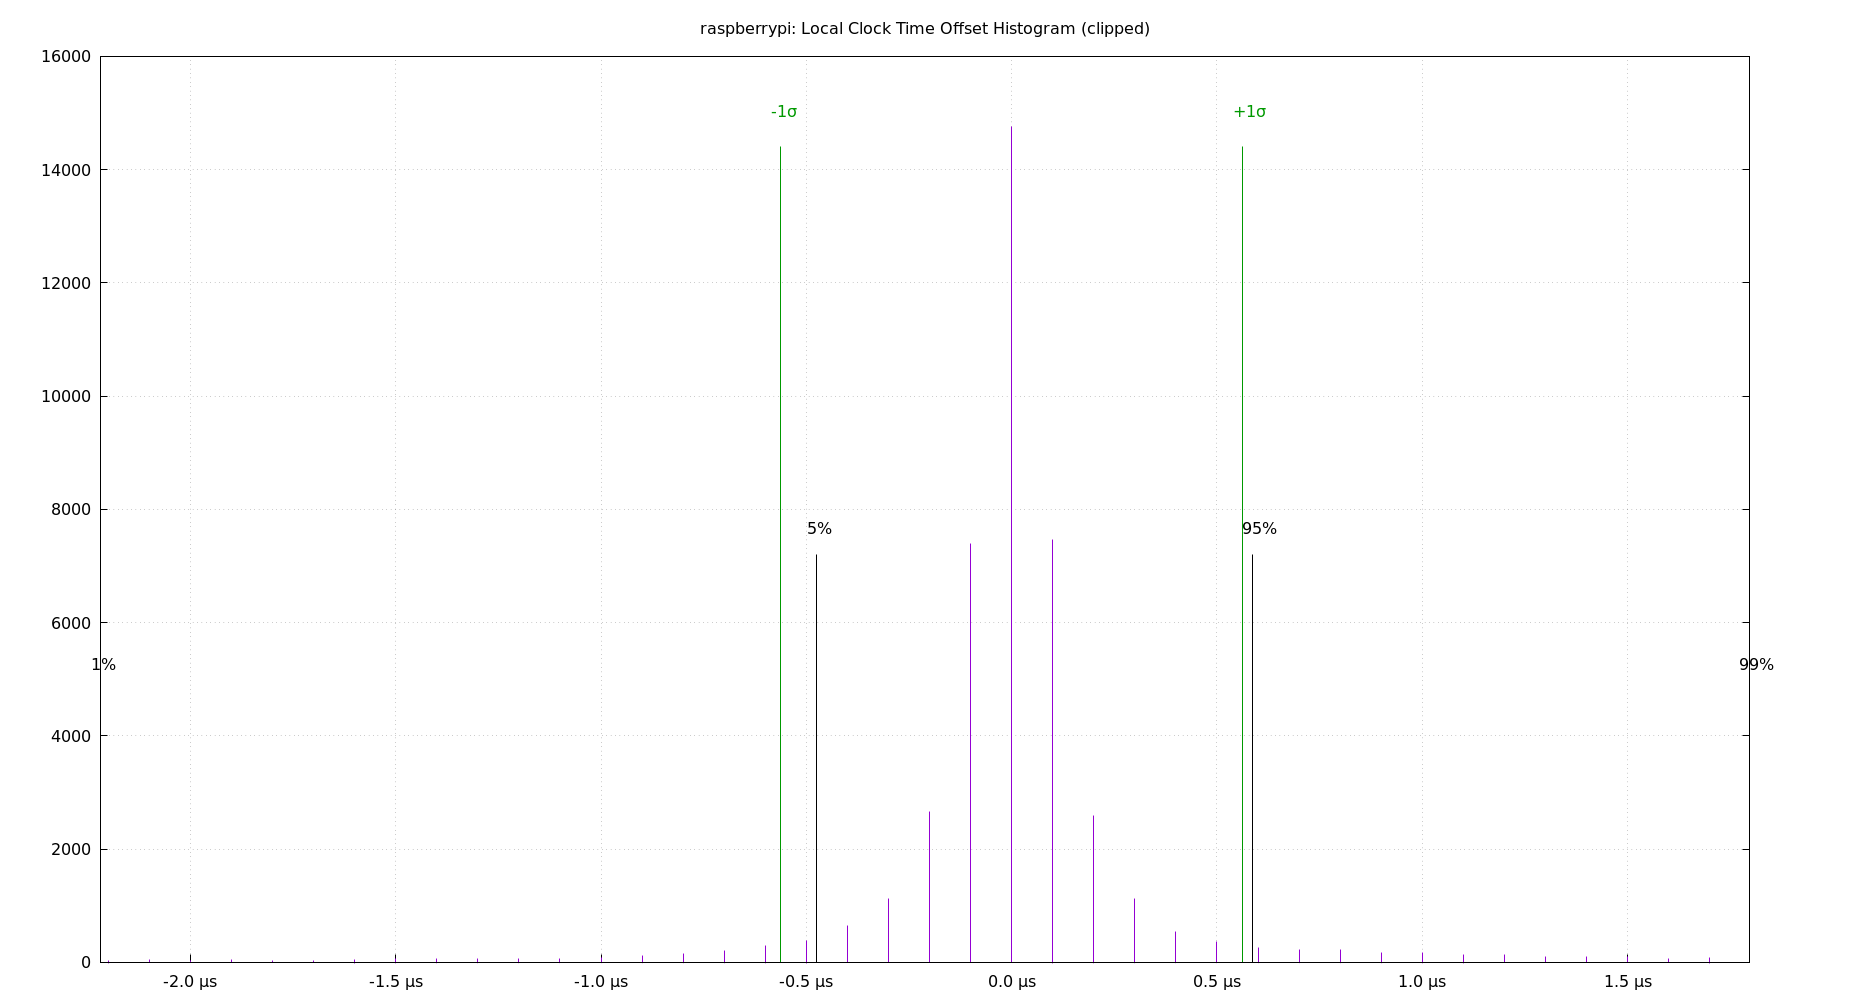 raspberrypi: Local Clock Time Offset Histogram (clipped)
16000
-1σ
+1σ
14000
12000
10000
8000
5%
95%
6000
1%
99%
4000
2000
0
-2.0 µs
-1.5 µs
-1.0 µs
-0.5 µs
0.0 µs
0.5 µs
1.0 µs
1.5 µs